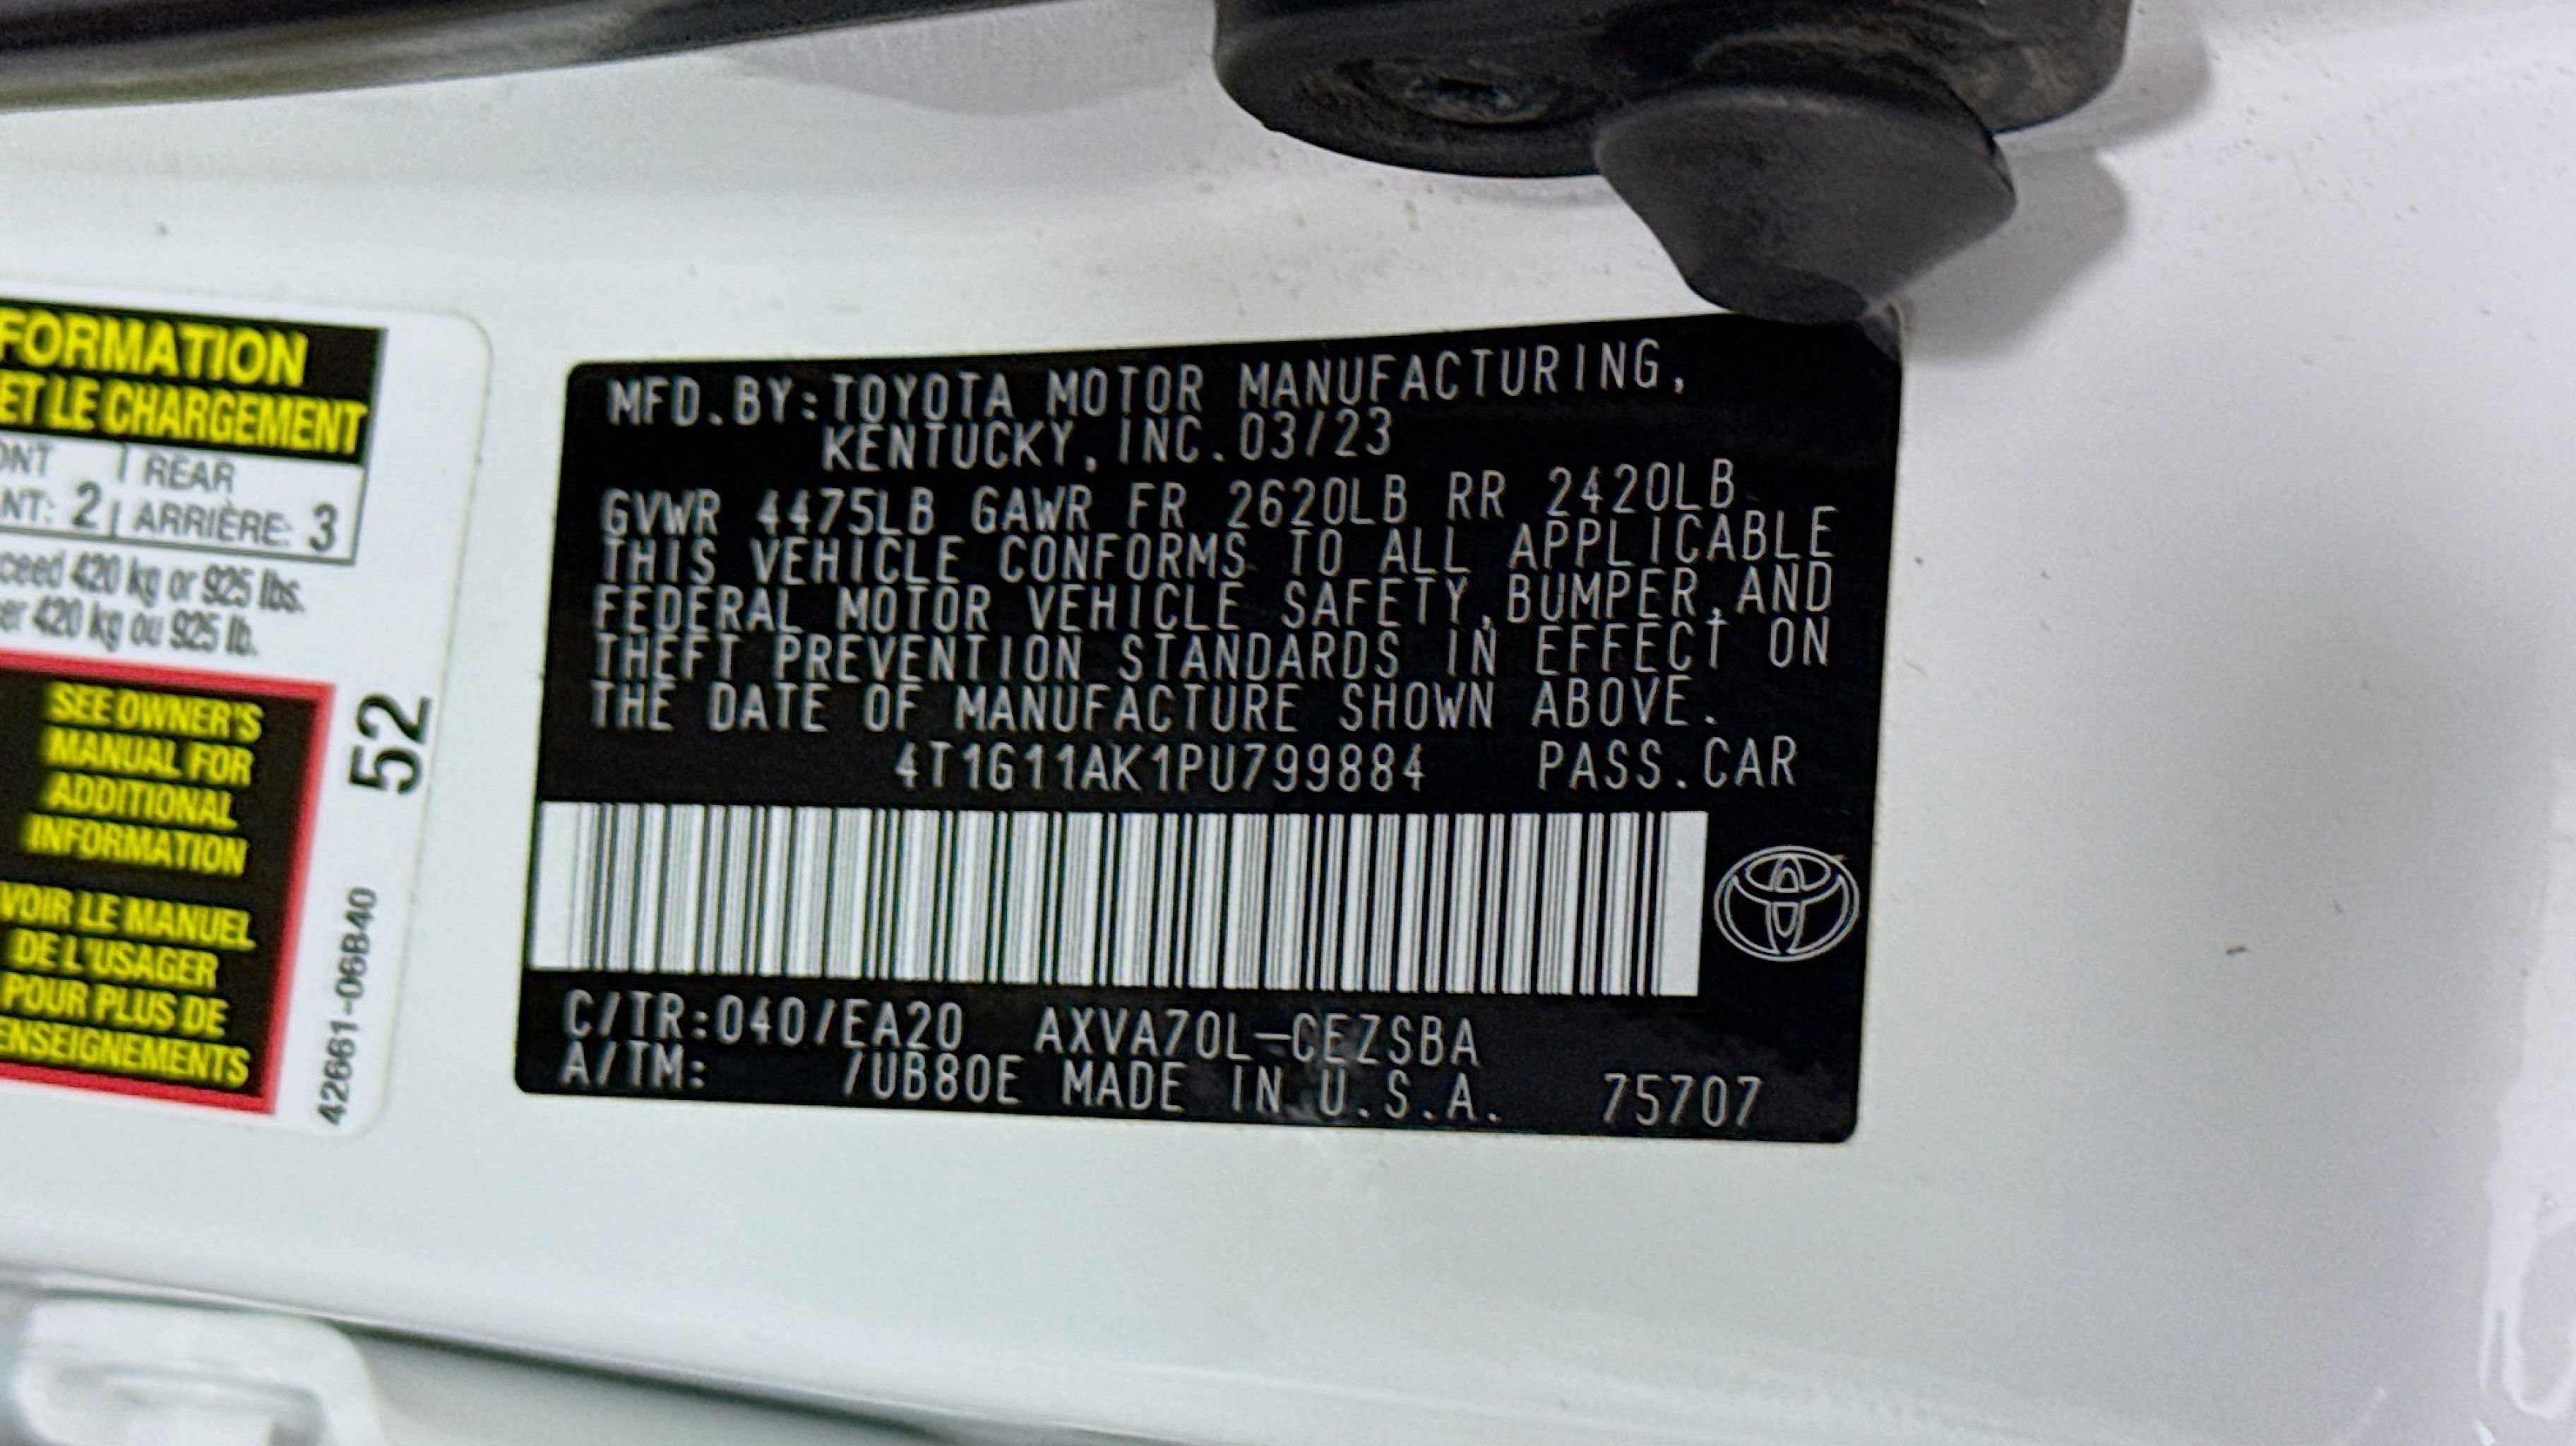 FORMATION
ET LE CHARGEMENT
ONT | REAR
NT: 2 | ARRIÈRE: 3
ceed 420 kg or 925 lbs.
er 420 kg ou 925 lb.
SEE OWNER'S
MANUAL FOR
ADDITIONAL
INFORMATION
VOIR LE MANUEL
DE L'USAGER
POUR PLUS DE
ENSEIGNEMENTS
52
42661-06B40
MFD.BY:TOYOTA MOTOR MANUFACTURING,
KENTUCKY, INC.03/23
GVWR 4475LB GAWR FR 2620LB RR 2420LB
THIS VEHICLE CONFORMS TO ALL APPLICABLE
FEDERAL MOTOR VEHICLE SAFETY,BUMPER,AND
THEFT PREVENTION STANDARDS IN EFFECT ON
THE DATE OF MANUFACTURE SHOWN ABOVE.
4T1G11AK1PU799884 PASS.CAR
C/TR:040/EA20 AXVA70L-CEZSBA
A/TM: /UB80E MADE IN U.S.A. 75707